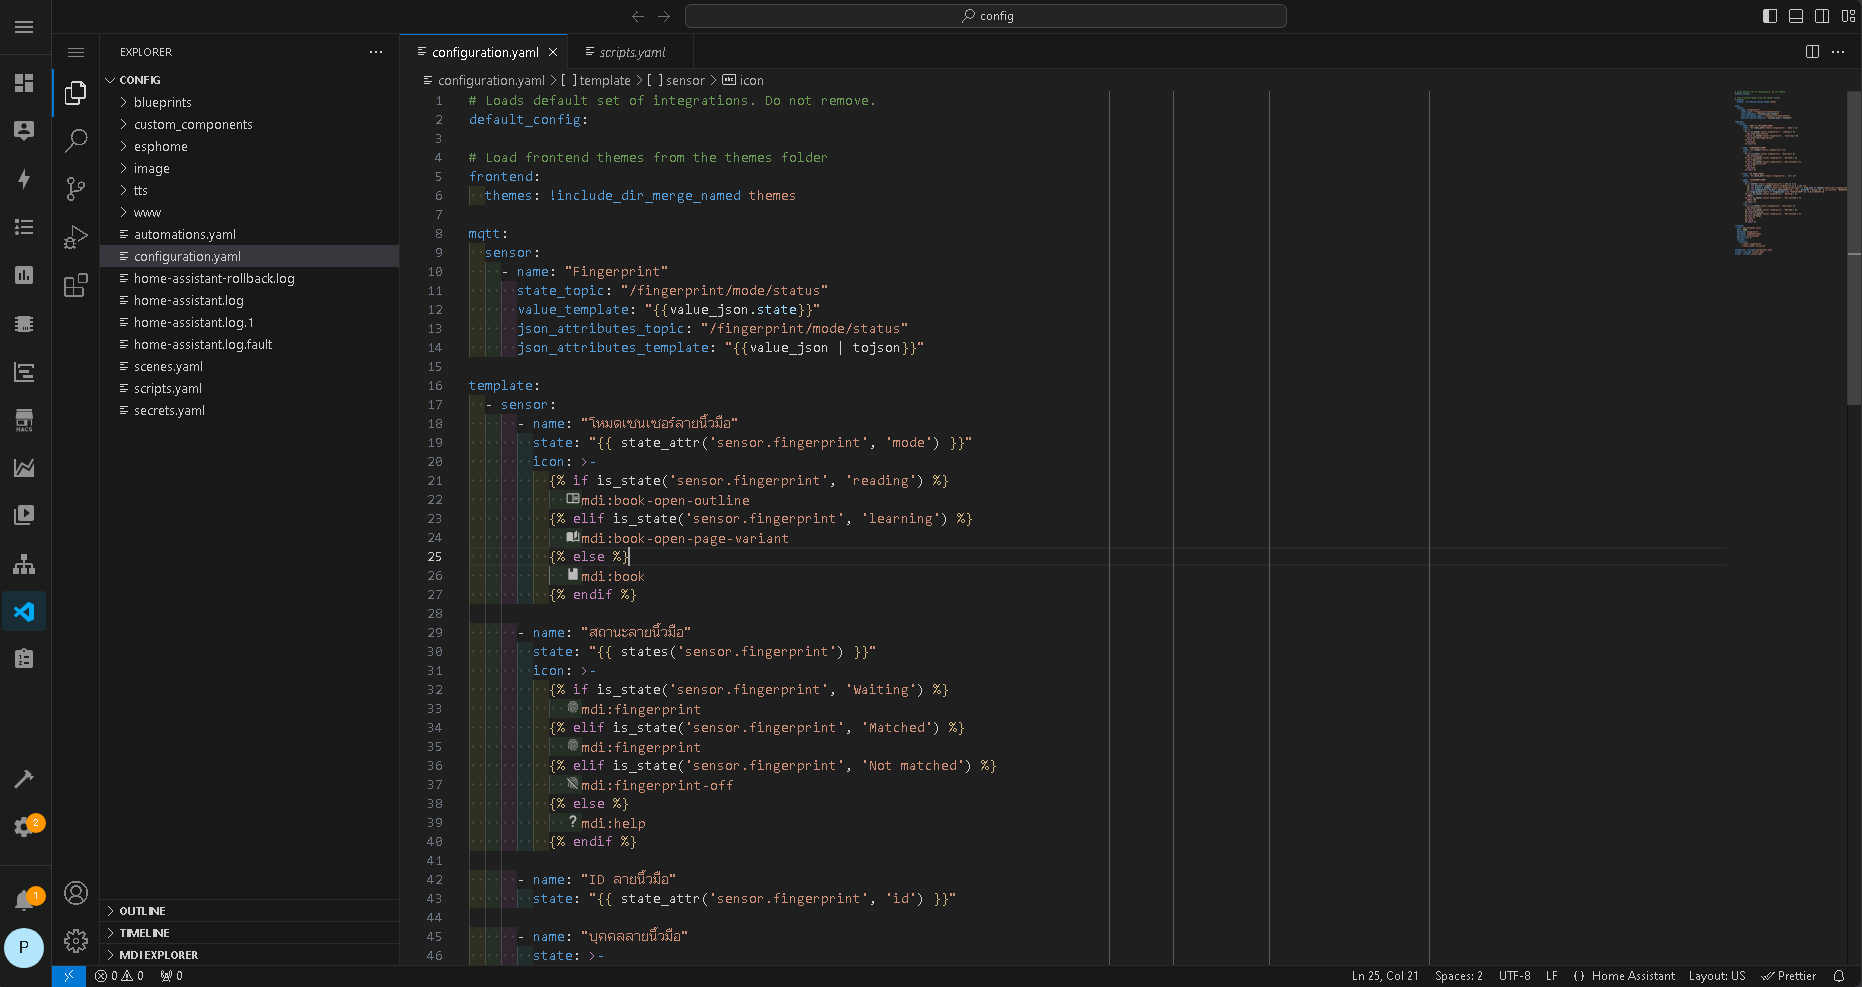 config
EXPLORER
CONFIG
blueprints
custom_components
esphome
image
tts
www
automations.yaml
configuration.yaml
home-assistant-rollback.log
home-assistant.log
home-assistant.log.1
home-assistant.log.fault
scenes.yaml
scripts.yaml
secrets.yaml
OUTLINE
TIMELINE
MDI EXPLORER
HACS
2
1
P
configuration.yaml
scripts.yaml
configuration.yaml > [ ] template > [ ] sensor > abc icon
1 # Loads default set of integrations. Do not remove.
2 default_config:
3
4 # Load frontend themes from the themes folder
5 frontend:
6 themes: !include_dir_merge_named themes
7
8 mqtt:
9 sensor:
10 - name: "Fingerprint"
11 state_topic: "/fingerprint/mode/status"
12 value_template: "{{value_json.state}}"
13 json_attributes_topic: "/fingerprint/mode/status"
14 json_attributes_template: "{{value_json | tojson}}"
15
16 template:
17 - sensor:
18 - name: "โหมดเซนเซอร์ลายนิ้วมือ"
19 state: "{{ state_attr('sensor.fingerprint', 'mode') }}"
20 icon: >-
21 {% if is_state('sensor.fingerprint', 'reading') %}
22 mdi:book-open-outline
23 {% elif is_state('sensor.fingerprint', 'learning') %}
24 mdi:book-open-page-variant
25 {% else %}
26 mdi:book
27 {% endif %}
28
29 - name: "สถานะลายนิ้วมือ"
30 state: "{{ states('sensor.fingerprint') }}"
31 icon: >-
32 {% if is_state('sensor.fingerprint', 'Waiting') %}
33 mdi:fingerprint
34 {% elif is_state('sensor.fingerprint', 'Matched') %}
35 mdi:fingerprint
36 {% elif is_state('sensor.fingerprint', 'Not matched') %}
37 mdi:fingerprint-off
38 {% else %}
39 mdi:help
40 {% endif %}
41
42 - name: "ID ลายนิ้วมือ"
43 state: "{{ state_attr('sensor.fingerprint', 'id') }}"
44
45 - name: "บุคคลลายนิ้วมือ"
46 state: >-
0 0 0
Ln 25, Col 21 Spaces: 2 UTF-8 LF {} Home Assistant Layout: US Prettier